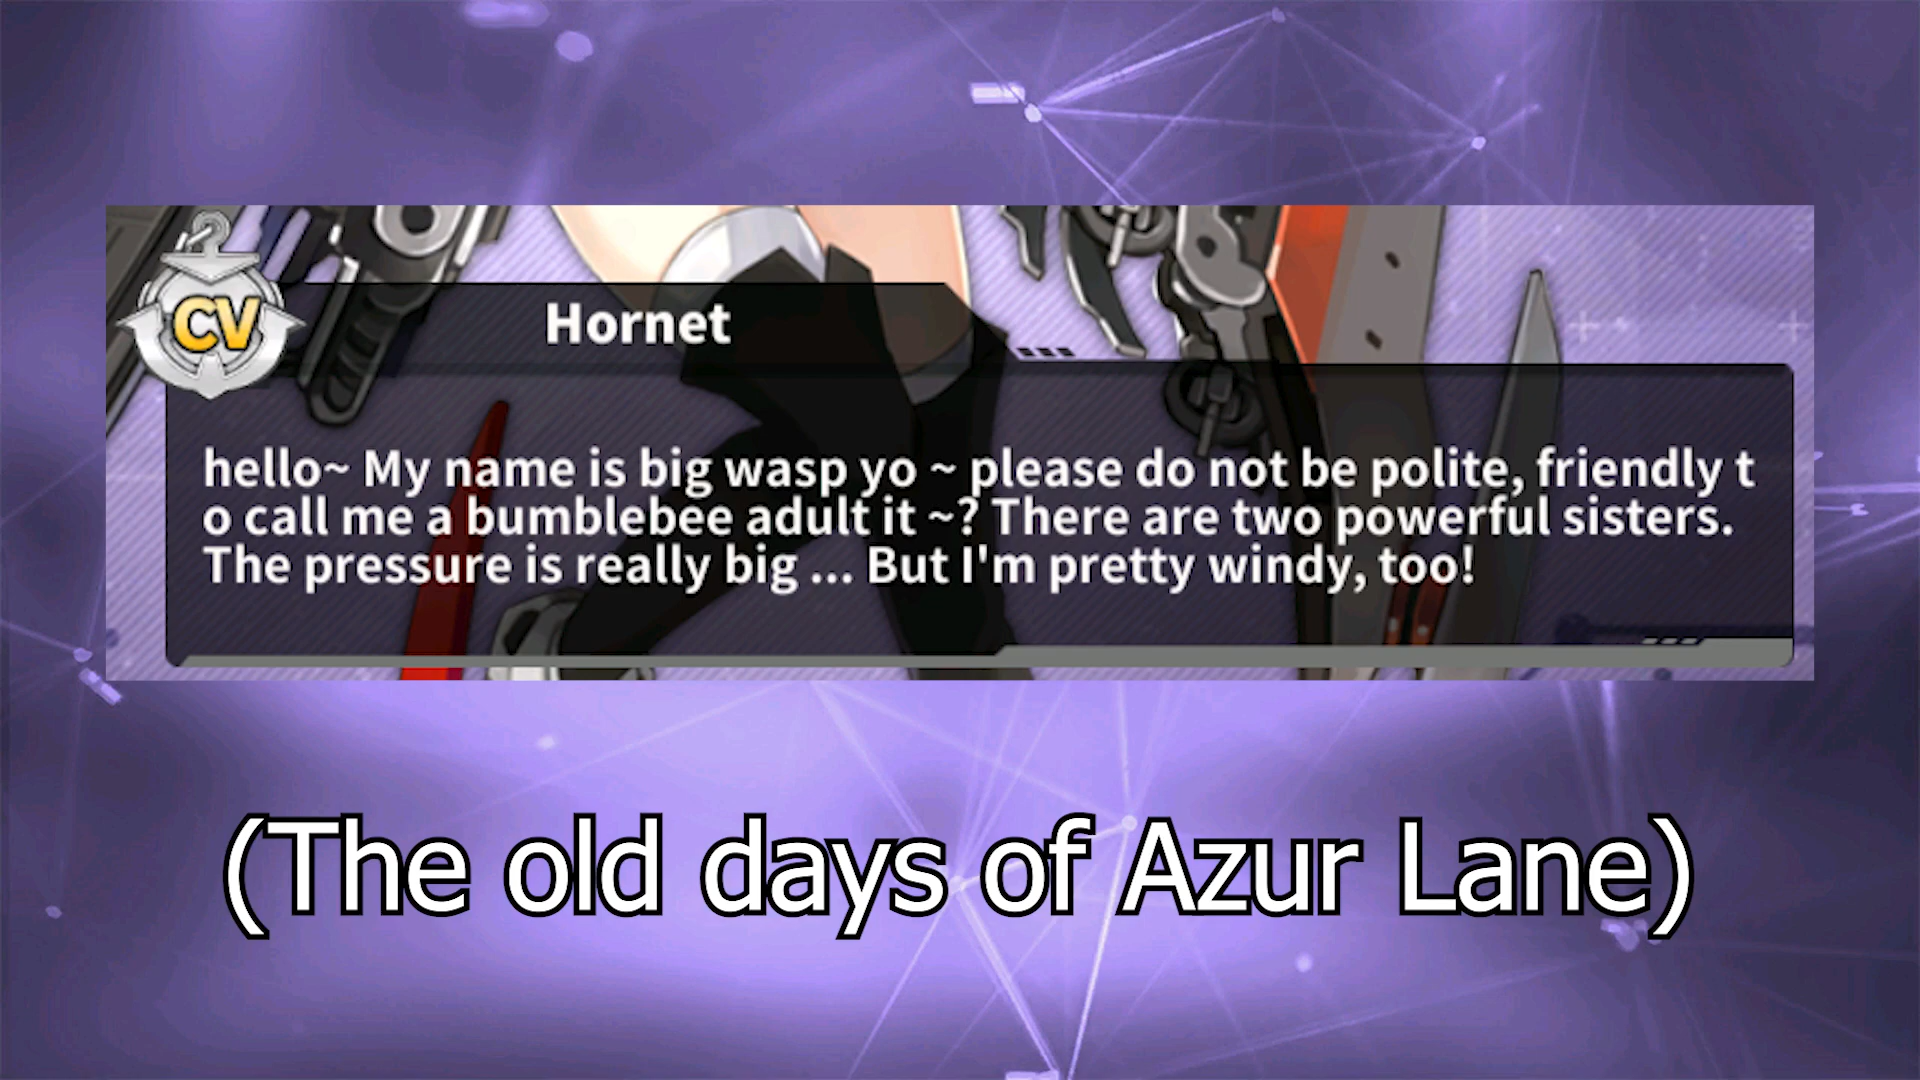 CV
Hornet
hello~ My name is big wasp yo ~ please do not be polite, friendly t
o call me a bumblebee adult it ~? There are two powerful sisters.
The pressure is really big ... But I'm pretty windy, too!
(The old days of Azur Lane)